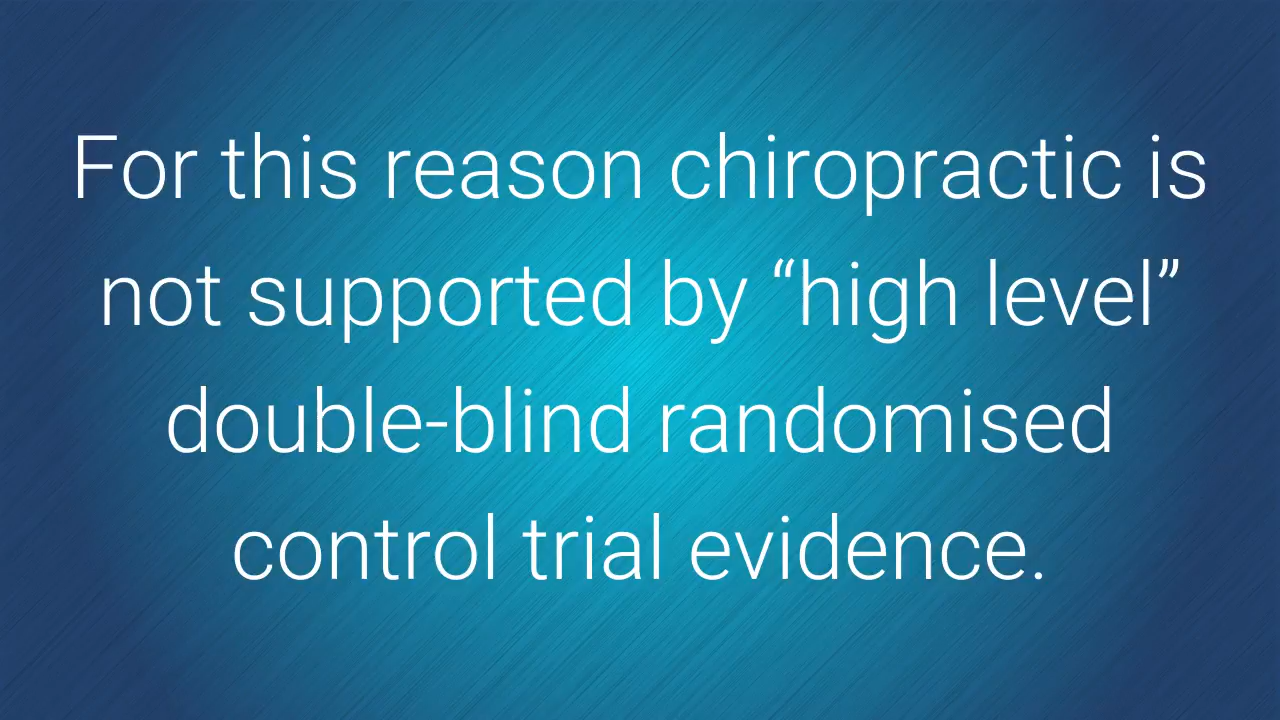 For this reason chiropractic is
not supported by “high level”
double-blind randomised
control trial evidence.